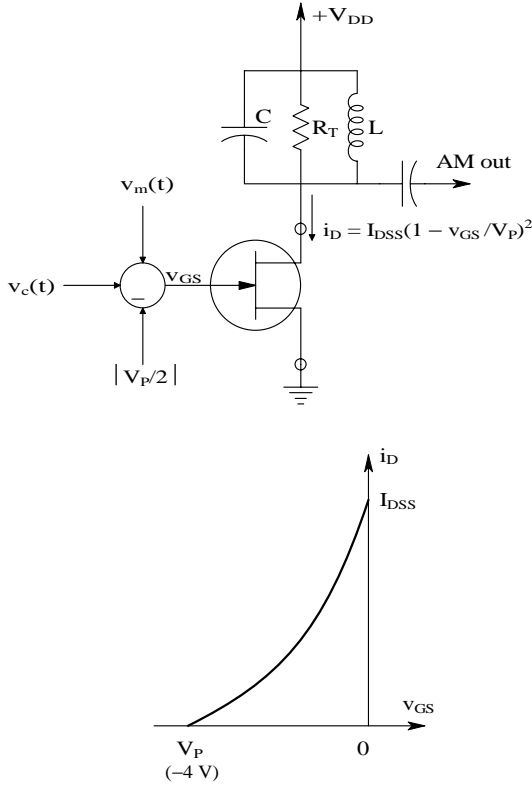 +V_DD
C
R_T
L
AM out
v_m(t)
i_D = I_DSS(1 − v_GS/V_P)²
v_GS
v_c(t)
−
|V_P/2|
i_D
I_DSS
v_GS
V_P
0
(−4 V)